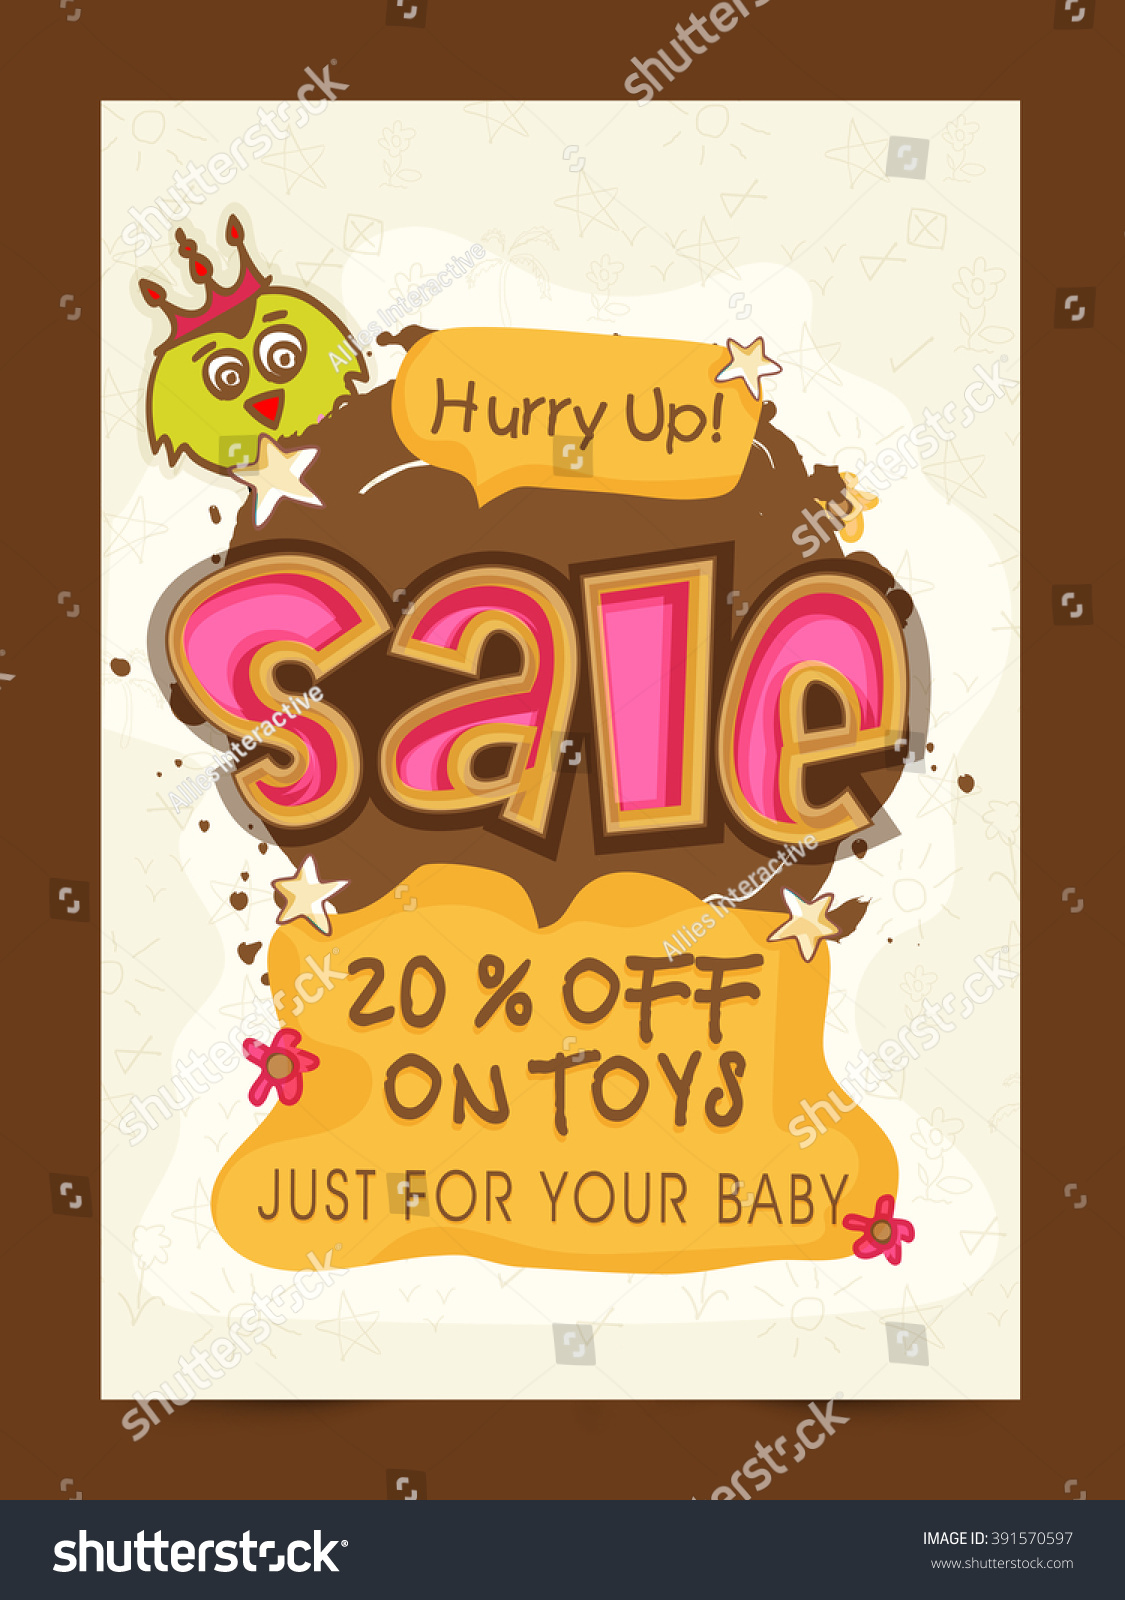 Hurry Up!
sale
20 % OFF
ON TOYS
JUST FOR YOUR BABY
shutterstock
Allies Interactive
shutterstock
IMAGE ID: 391570597
www.shutterstock.com